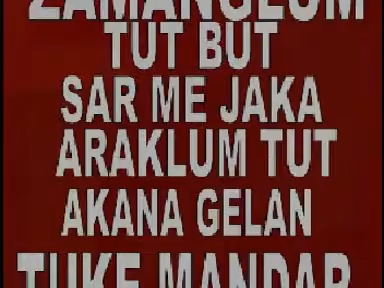 ZAMANGLUM
TUT BUT
SAR ME JAKA
ARAKLUM TUT
AKANA GELAN
TUKE MANDAR